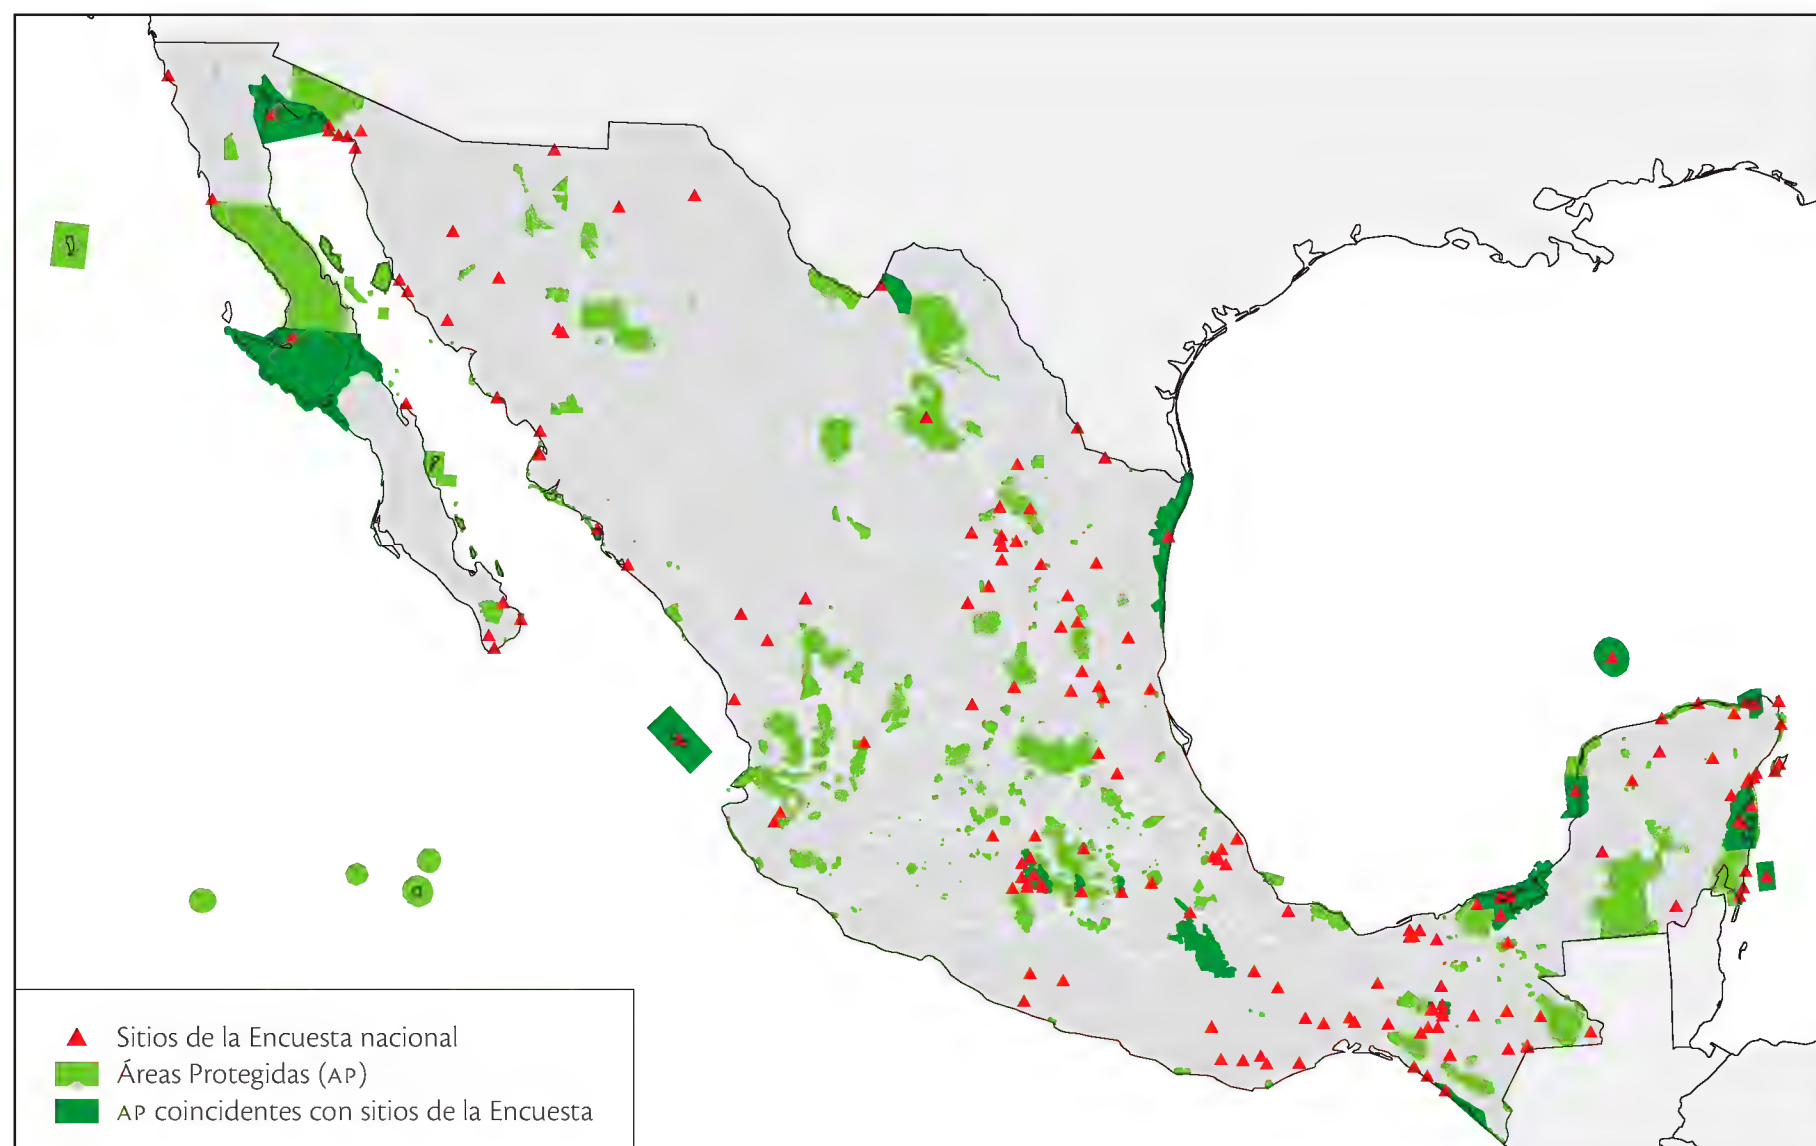 Sitios de la Encuesta nacional
Áreas Protegidas (AP)
AP coincidentes con sitios de la Encuesta